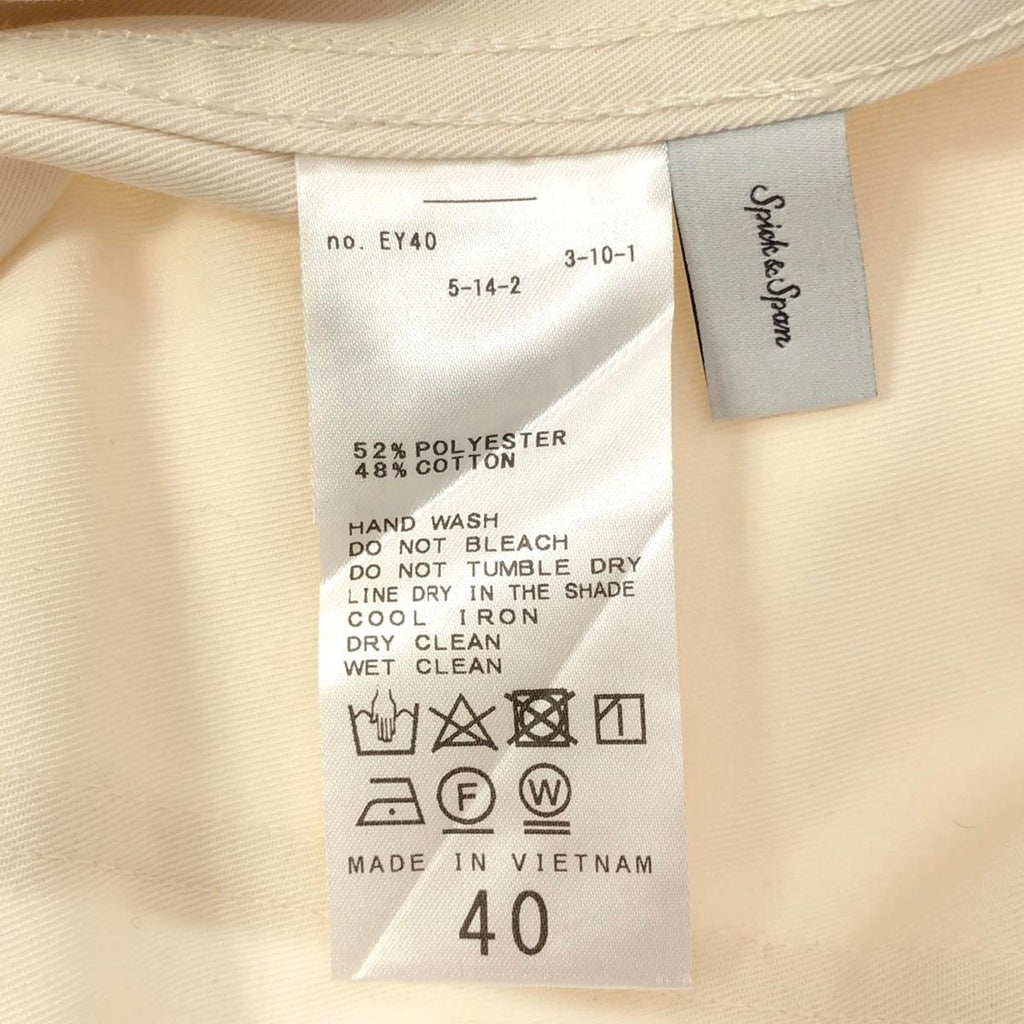 no. EY40
3-10-1
5-14-2
52% POLYESTER
48% COTTON
HAND WASH
DO NOT BLEACH
DO NOT TUMBLE DRY
LINE DRY IN THE SHADE
COOL IRON
DRY CLEAN
WET CLEAN
F W
MADE IN VIETNAM
40
Spick & Span